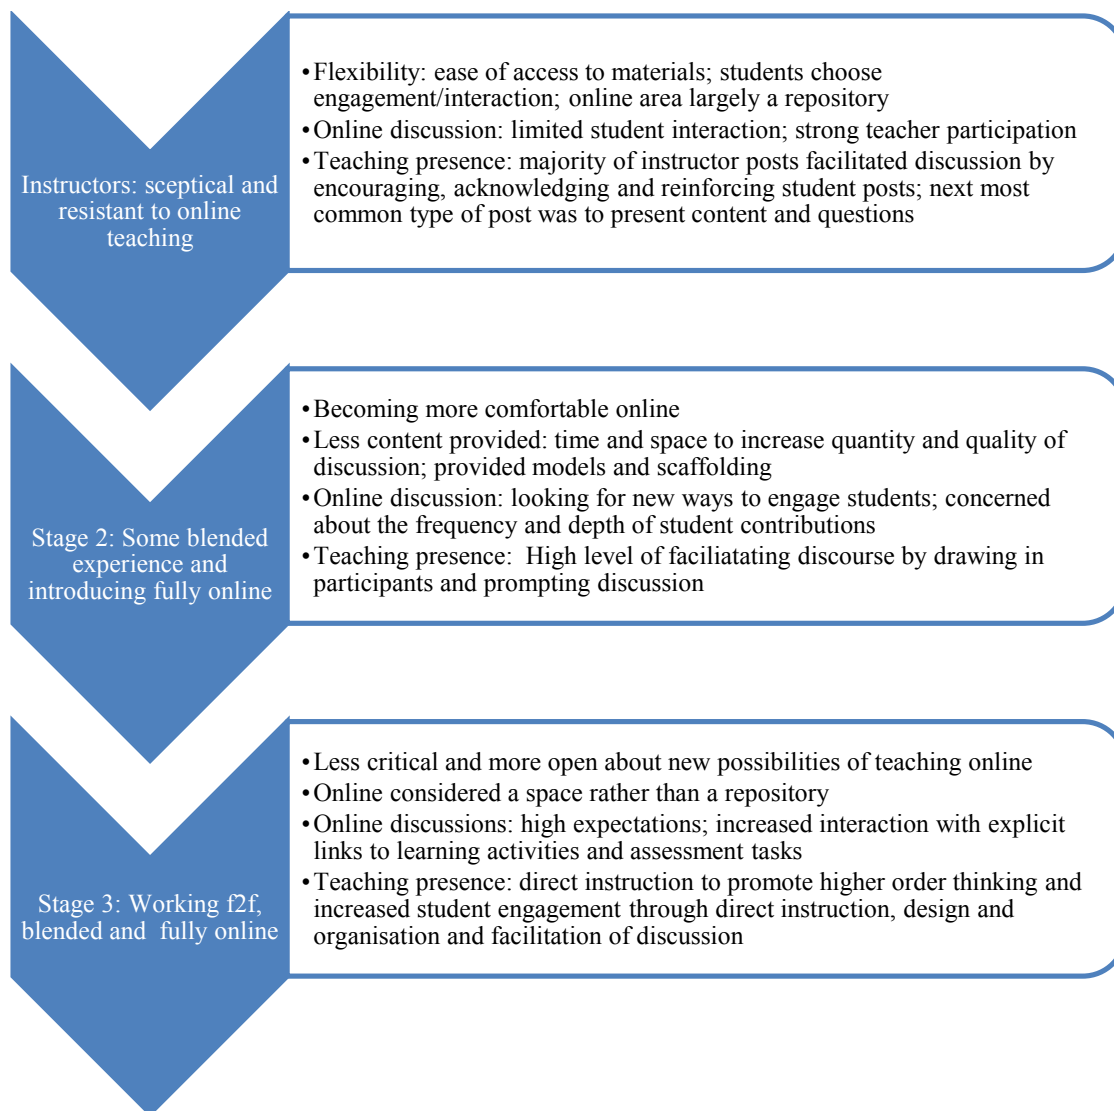 Instructors: sceptical and
resistant to online
teaching
•Flexibility: ease of access to materials; students choose
engagement/interaction; online area largely a repository
•Online discussion: limited student interaction; strong teacher participation
•Teaching presence: majority of instructor posts facilitated discussion by
encouraging, acknowledging and reinforcing student posts; next most
common type of post was to present content and questions
Stage 2: Some blended
experience and
introducing fully online
•Becoming more comfortable online
•Less content provided: time and space to increase quantity and quality of
discussion; provided models and scaffolding
•Online discussion: looking for new ways to engage students; concerned
about the frequency and depth of student contributions
•Teaching presence:  High level of faciliatating discourse by drawing in
participants and prompting discussion
Stage 3: Working f2f,
blended and  fully online
•Less critical and more open about new possibilities of teaching online
•Online considered a space rather than a repository
•Online discussions: high expectations; increased interaction with explicit
links to learning activities and assessment tasks
•Teaching presence: direct instruction to promote higher order thinking and
increased student engagement through direct instruction, design and
organisation and facilitation of discussion